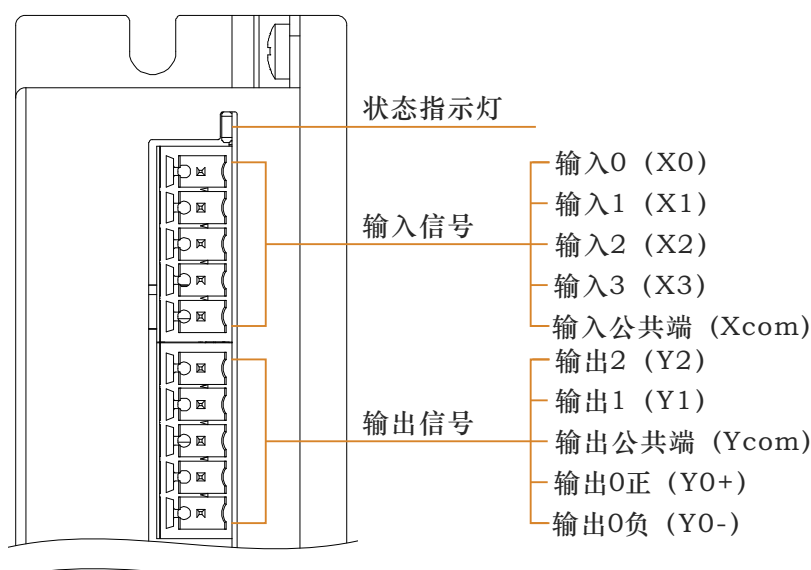 状态指示灯
输入信号
输入0 (X0)
输入1 (X1)
输入2 (X2)
输入3 (X3)
输入公共端 (Xcom)
输出信号
输出2 (Y2)
输出1 (Y1)
输出公共端 (Ycom)
输出0正 (Y0+)
输出0负 (Y0-)